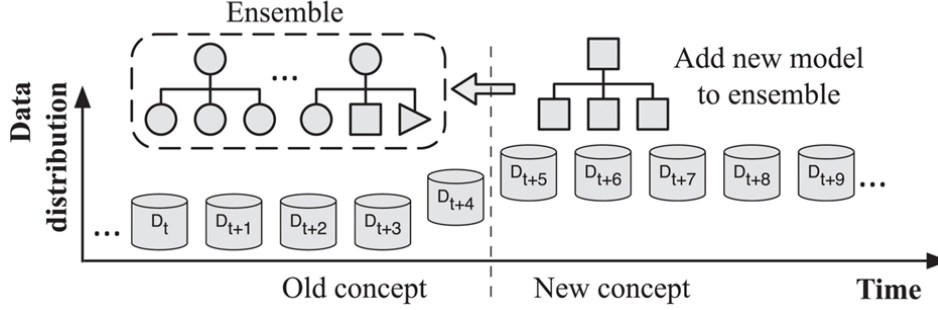 Ensemble
...
Add new model
to ensemble
Data
distribution
... Dt Dt+1 Dt+2 Dt+3 Dt+4 Dt+5 Dt+6 Dt+7 Dt+8 Dt+9 ...
Old concept
New concept
Time